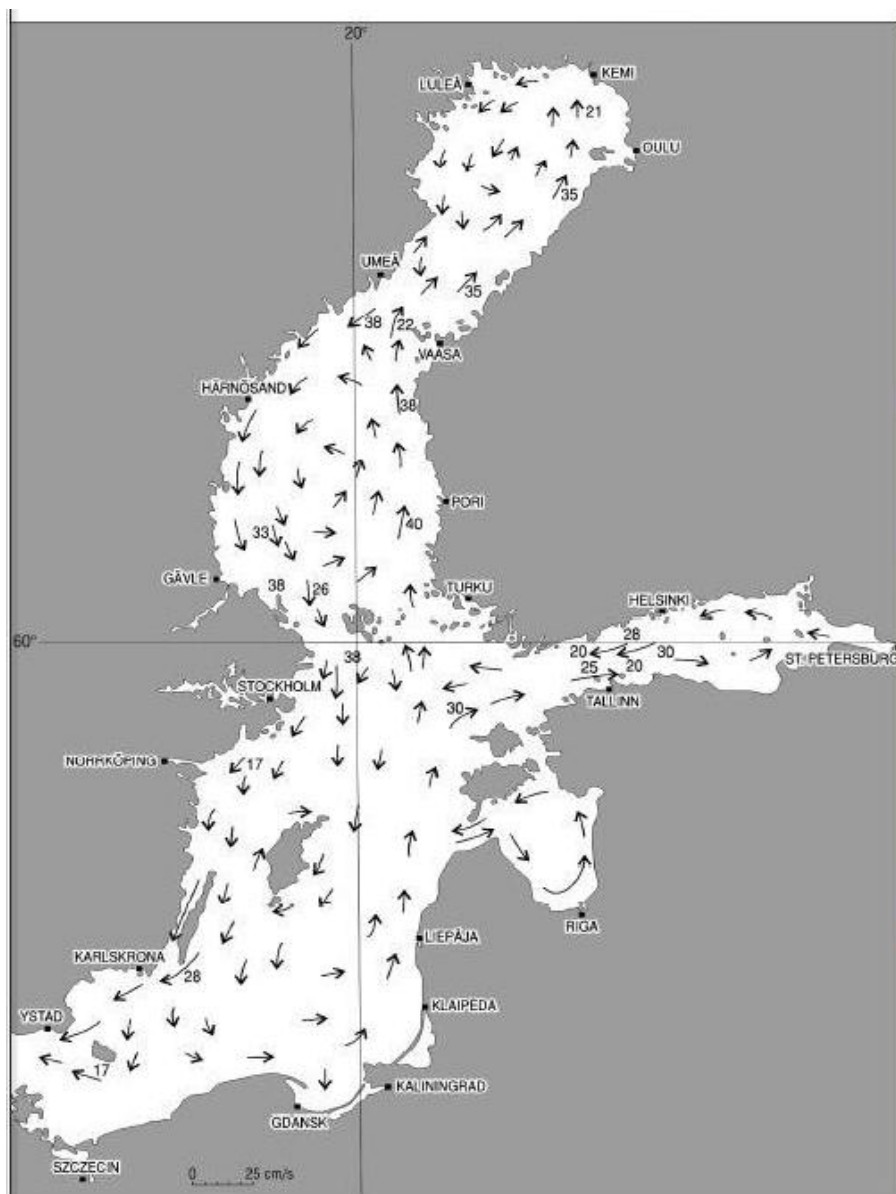 20°
KEMI
LULEÅ
21
OULU
35
UMEÅ
35
38
22
VAASA
HÄRNÖSAND
38
PORI
40
33
GÄVLE
38
26
TURKU
HELSINKI
60°
28
38
20
30
ST. PETERSBURG
25
20
STOCKHOLM
TALLINN
30
NORRKÖPING
17
RIGA
LIEPĀJA
KARLSKRONA
28
KLAIPEDA
YSTAD
17
KALININGRAD
GDANSK
SZCZECIN
0 25 cm/s